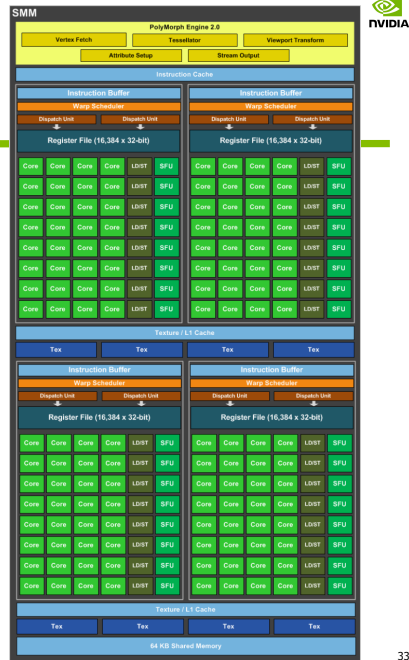 SMM
PolyMorph Engine 2.0
Vertex Fetch Tessellator Viewport Transform
Attribute Setup Stream Output
NVIDIA
Instruction Cache
Instruction Buffer Instruction Buffer
Warp Scheduler Warp Scheduler
Dispatch Unit Dispatch Unit Dispatch Unit Dispatch Unit
Register File (16,384 x 32-bit) Register File (16,384 x 32-bit)
Core Core Core Core LD/ST SFU Core Core Core Core LD/ST SFU
Core Core Core Core LD/ST SFU Core Core Core Core LD/ST SFU
Core Core Core Core LD/ST SFU Core Core Core Core LD/ST SFU
Core Core Core Core LD/ST SFU Core Core Core Core LD/ST SFU
Core Core Core Core LD/ST SFU Core Core Core Core LD/ST SFU
Core Core Core Core LD/ST SFU Core Core Core Core LD/ST SFU
Core Core Core Core LD/ST SFU Core Core Core Core LD/ST SFU
Core Core Core Core LD/ST SFU Core Core Core Core LD/ST SFU
Texture / L1 Cache
Tex Tex Tex Tex
Instruction Buffer Instruction Buffer
Warp Scheduler Warp Scheduler
Dispatch Unit Dispatch Unit Dispatch Unit Dispatch Unit
Register File (16,384 x 32-bit) Register File (16,384 x 32-bit)
Core Core Core Core LD/ST SFU Core Core Core Core LD/ST SFU
Core Core Core Core LD/ST SFU Core Core Core Core LD/ST SFU
Core Core Core Core LD/ST SFU Core Core Core Core LD/ST SFU
Core Core Core Core LD/ST SFU Core Core Core Core LD/ST SFU
Core Core Core Core LD/ST SFU Core Core Core Core LD/ST SFU
Core Core Core Core LD/ST SFU Core Core Core Core LD/ST SFU
Core Core Core Core LD/ST SFU Core Core Core Core LD/ST SFU
Core Core Core Core LD/ST SFU Core Core Core Core LD/ST SFU
Texture / L1 Cache
Tex Tex Tex Tex
64 KB Shared Memory
33